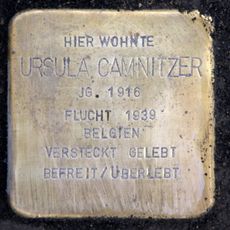 HIER WOHNTE
URSULA CAMNITZER
JG. 1916
FLUCHT 1939
BELGIEN
VERSTECKT GELEBT
BEFREIT/ÜBERLEBT